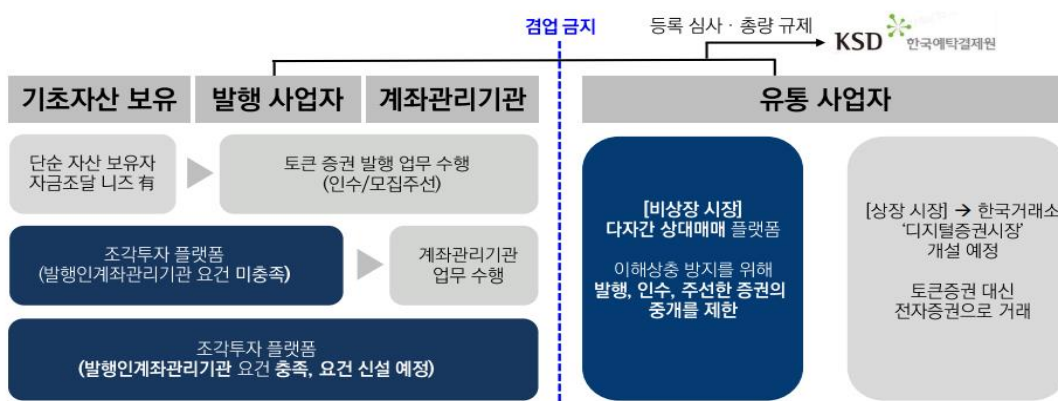 겸업 금지
등록 심사 · 총량 규제
KSD 한국예탁결제원
기초자산 보유
발행 사업자
계좌관리기관
유통 사업자
단순 자산 보유자
자금조달 니즈 有
토큰 증권 발행 업무 수행
(인수/모집주선)
조각투자 플랫폼
(발행인계좌관리기관 요건 미충족)
계좌관리기관
업무 수행
조각투자 플랫폼
(발행인계좌관리기관 요건 충족, 요건 신설 예정)
[비상장 시장]
다자간 상대매매 플랫폼
이해상충 방지를 위해
발행, 인수, 주선한 증권의
중개를 제한
[상장 시장] → 한국거래소
‘디지털증권시장’
개설 예정
토큰증권 대신
전자증권으로 거래